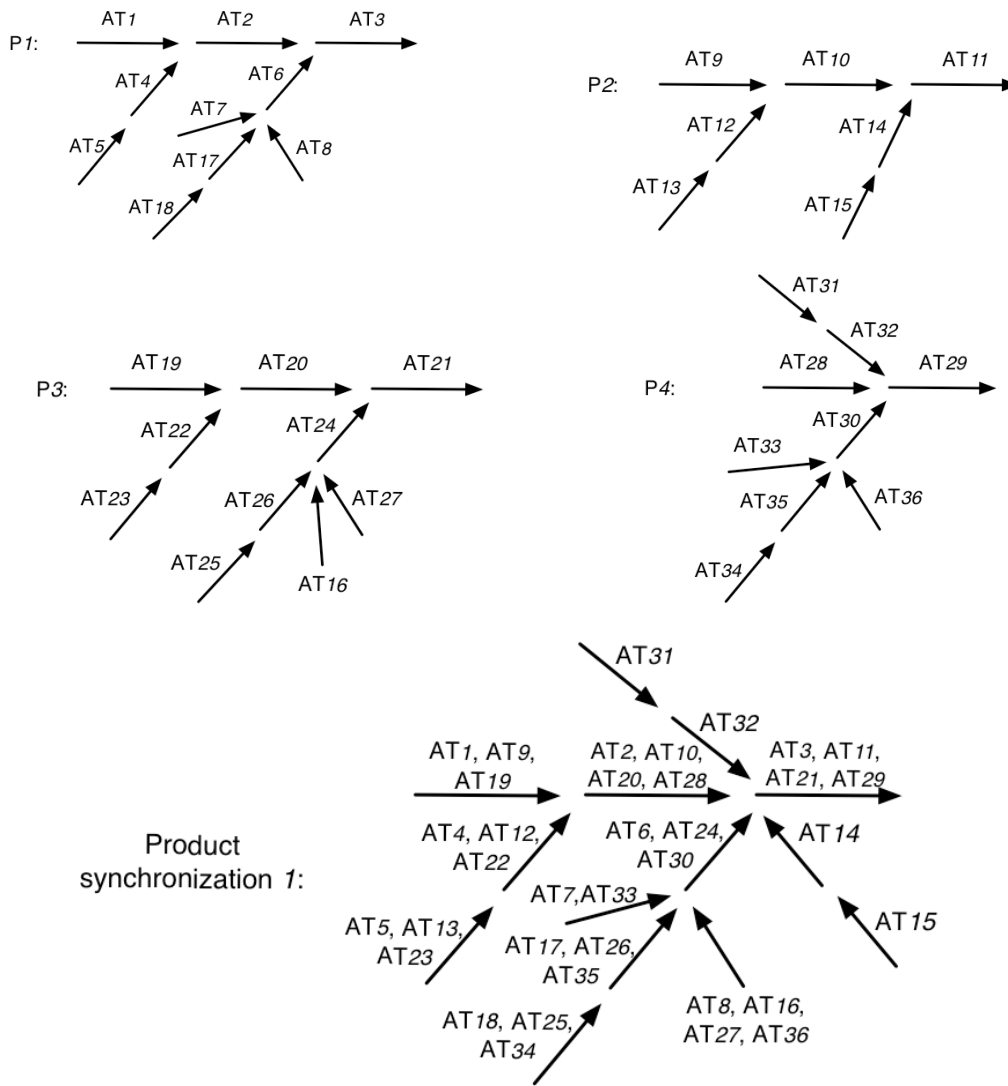 P1:
AT1
AT2
AT3
AT4
AT6
AT5
AT7
AT17
AT8
AT18
P2:
AT9
AT10
AT11
AT12
AT14
AT13
AT15
P3:
AT19
AT20
AT21
AT22
AT24
AT23
AT26
AT27
AT25
AT16
P4:
AT31
AT32
AT28
AT29
AT30
AT33
AT35
AT36
AT34
Product
synchronization 1:
AT31
AT32
AT1, AT9,
AT19
AT2, AT10,
AT20, AT28
AT3, AT11,
AT21, AT29
AT4, AT12,
AT22
AT6, AT24,
AT30
AT14
AT5, AT13,
AT23
AT7,AT33
AT17, AT26,
AT35
AT15
AT18, AT25,
AT34
AT8, AT16,
AT27, AT36